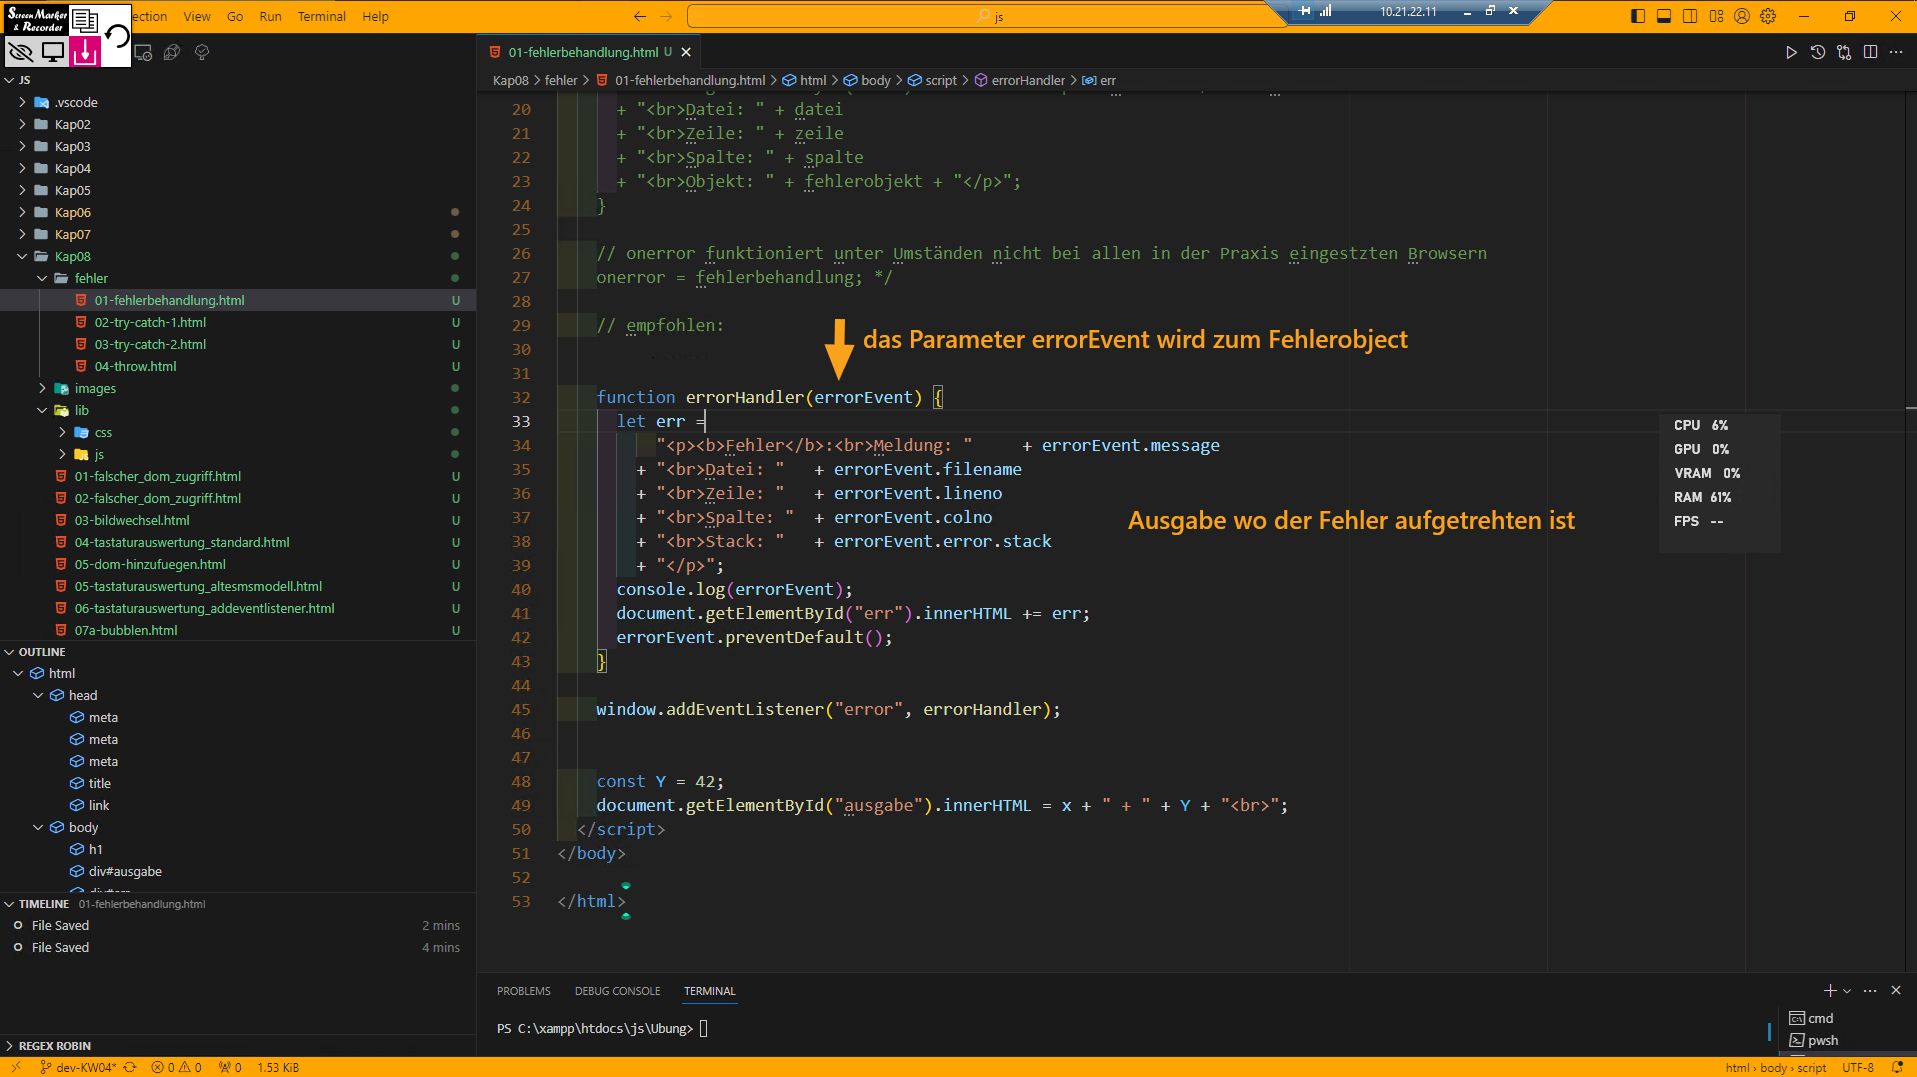 Screen Marker
& Recorder
ection View Go Run Terminal Help
js
10.21.22.11
01-fehlerbehandlung.html U
Kap08 > fehler > 01-fehlerbehandlung.html > html > body > script > errorHandler > err
JS
.vscode
Kap02
Kap03
Kap04
Kap05
Kap06
Kap07
Kap08
fehler
01-fehlerbehandlung.html U
02-try-catch-1.html U
03-try-catch-2.html U
04-throw.html U
images
lib
css
js
01-falscher_dom_zugriff.html U
02-falscher_dom_zugriff.html U
03-bildwechsel.html U
04-tastaturauswertung_standard.html U
05-dom-hinzufuegen.html U
05-tastaturauswertung_altesmsmodell.html U
06-tastaturauswertung_addeventlistener.html U
07a-bubblen.html U
OUTLINE
html
head
meta
meta
meta
title
link
body
h1
div#ausgabe
TIMELINE 01-fehlerbehandlung.html
File Saved 2 mins
File Saved 4 mins
REGEX ROBIN
20 + "<br>Datei: " + datei
21 + "<br>Zeile: " + zeile
22 + "<br>Spalte: " + spalte
23 + "<br>Objekt: " + fehlerobjekt + "</p>";
24 }
25
26 // onerror funktioniert unter Umständen nicht bei allen in der Praxis eingestzten Browsern
27 onerror = fehlerbehandlung; */
28
29 // empfohlen:
30
das Parameter errorEvent wird zum Fehlerobject
31
32 function errorHandler(errorEvent) {
33 let err =
34 "<p><b>Fehler</b>:<br>Meldung: " + errorEvent.message
35 + "<br>Datei: " + errorEvent.filename
36 + "<br>Zeile: " + errorEvent.lineno
37 + "<br>Spalte: " + errorEvent.colno
Ausgabe wo der Fehler aufgetrehten ist
38 + "<br>Stack: " + errorEvent.error.stack
39 + "</p>";
40 console.log(errorEvent);
41 document.getElementById("err").innerHTML += err;
42 errorEvent.preventDefault();
43 }
44
45 window.addEventListener("error", errorHandler);
46
47
48 const Y = 42;
49 document.getElementById("ausgabe").innerHTML = x + " + " + Y + "<br>";
50 </script>
51 </body>
52
53 </html>
CPU 6%
GPU 0%
VRAM 0%
RAM 61%
FPS --
PROBLEMS DEBUG CONSOLE TERMINAL
PS C:\xampp\htdocs\js\Ubung>
cmd
pwsh
dev-KW04* 0 0 0 1.53 KiB
html > body > script UTF-8